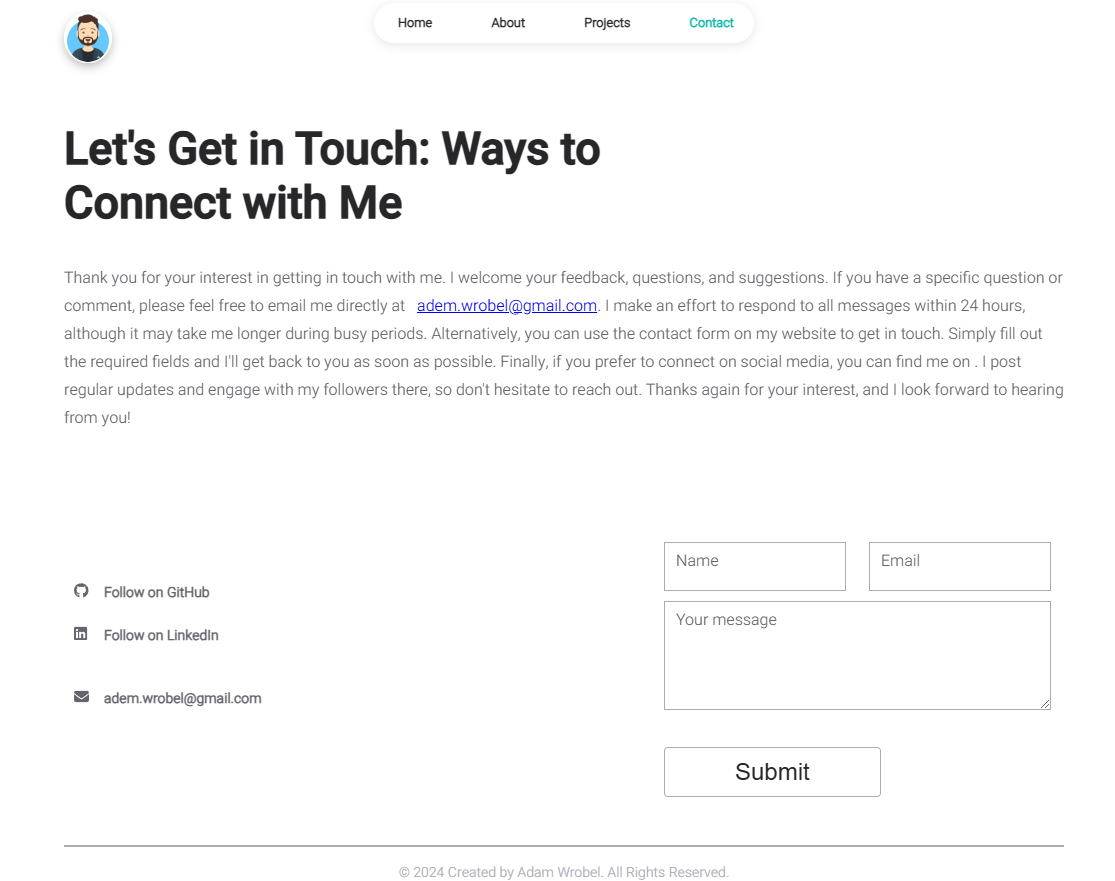 Home About Projects Contact
Let's Get in Touch: Ways to
Connect with Me
Thank you for your interest in getting in touch with me. I welcome your feedback, questions, and suggestions. If you have a specific question or
comment, please feel free to email me directly at adem.wrobel@gmail.com. I make an effort to respond to all messages within 24 hours,
although it may take me longer during busy periods. Alternatively, you can use the contact form on my website to get in touch. Simply fill out
the required fields and I'll get back to you as soon as possible. Finally, if you prefer to connect on social media, you can find me on . I post
regular updates and engage with my followers there, so don't hesitate to reach out. Thanks again for your interest, and I look forward to hearing
from you!
Follow on GitHub
Follow on LinkedIn
adem.wrobel@gmail.com
Name Email
Your message
Submit
© 2024 Created by Adam Wrobel. All Rights Reserved.